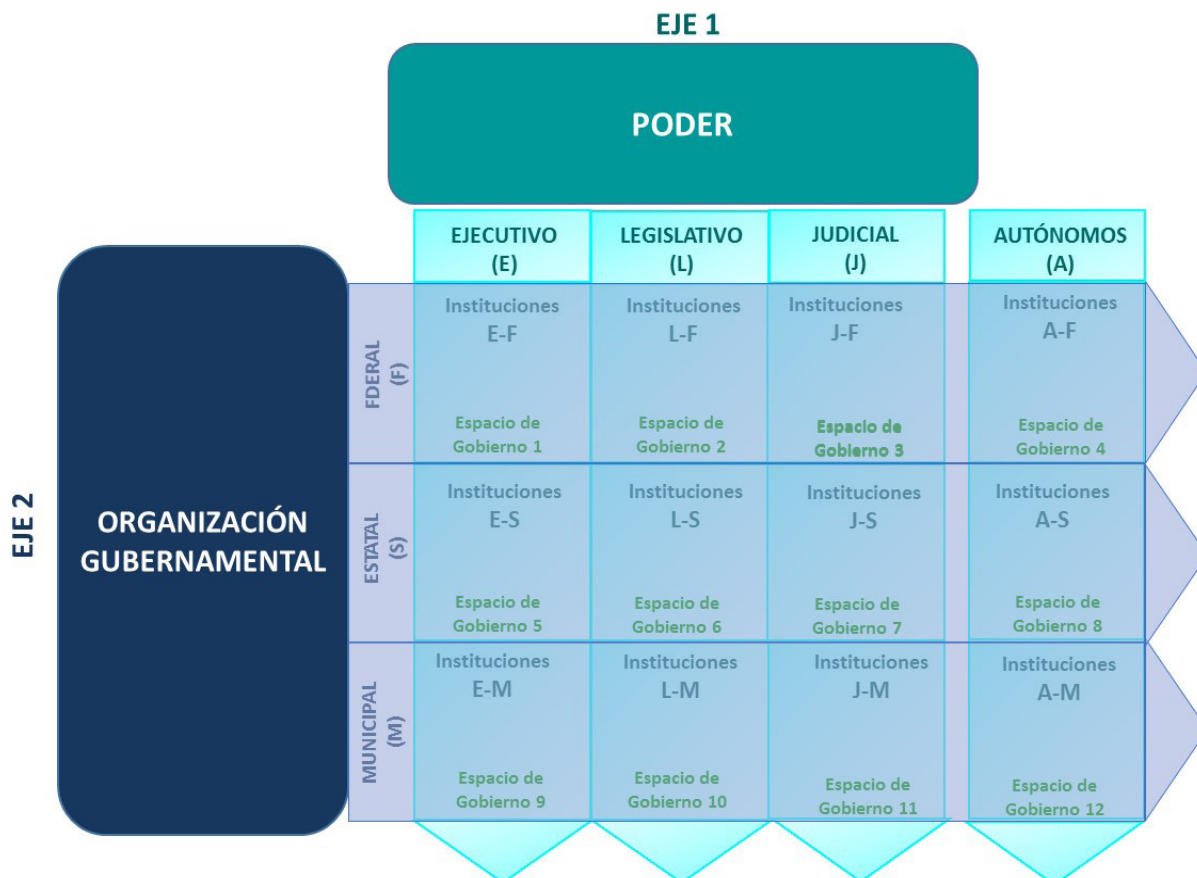 EJE 1
PODER
EJECUTIVO
(E)
LEGISLATIVO
(L)
JUDICIAL
(J)
AUTÓNOMOS
(A)
EJE 2
ORGANIZACIÓN
GUBERNAMENTAL
FDERAL
(F)
Instituciones
E-F
Espacio de
Gobierno 1
Instituciones
L-F
Espacio de
Gobierno 2
Instituciones
J-F
Espacio de
Gobierno 3
Instituciones
A-F
Espacio de
Gobierno 4
ESTATAL
(S)
Instituciones
E-S
Espacio de
Gobierno 5
Instituciones
L-S
Espacio de
Gobierno 6
Instituciones
J-S
Espacio de
Gobierno 7
Instituciones
A-S
Espacio de
Gobierno 8
MUNICIPAL
(M)
Instituciones
E-M
Espacio de
Gobierno 9
Instituciones
L-M
Espacio de
Gobierno 10
Instituciones
J-M
Espacio de
Gobierno 11
Instituciones
A-M
Espacio de
Gobierno 12